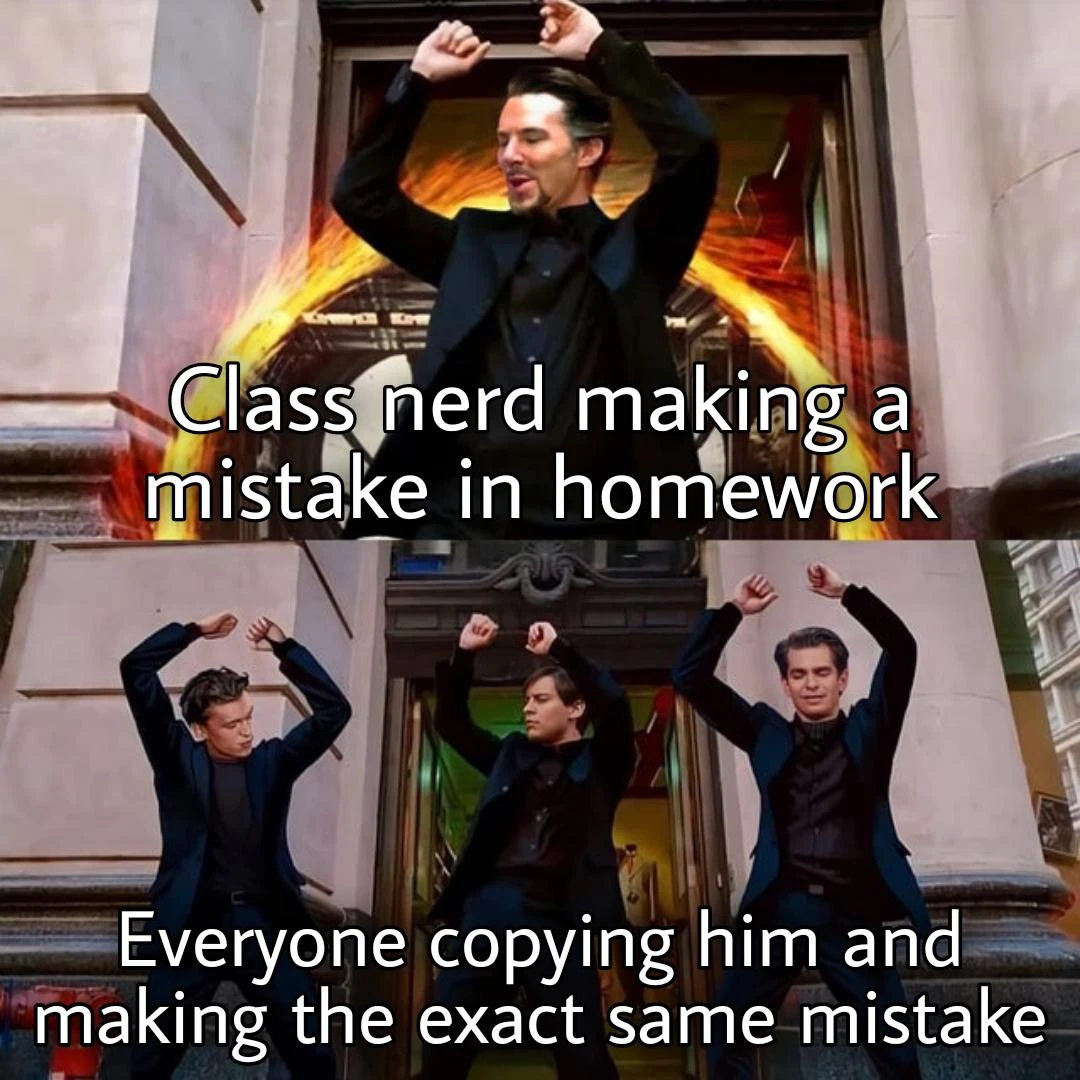 Class nerd making a
mistake in homework
Everyone copying him and
making the exact same mistake